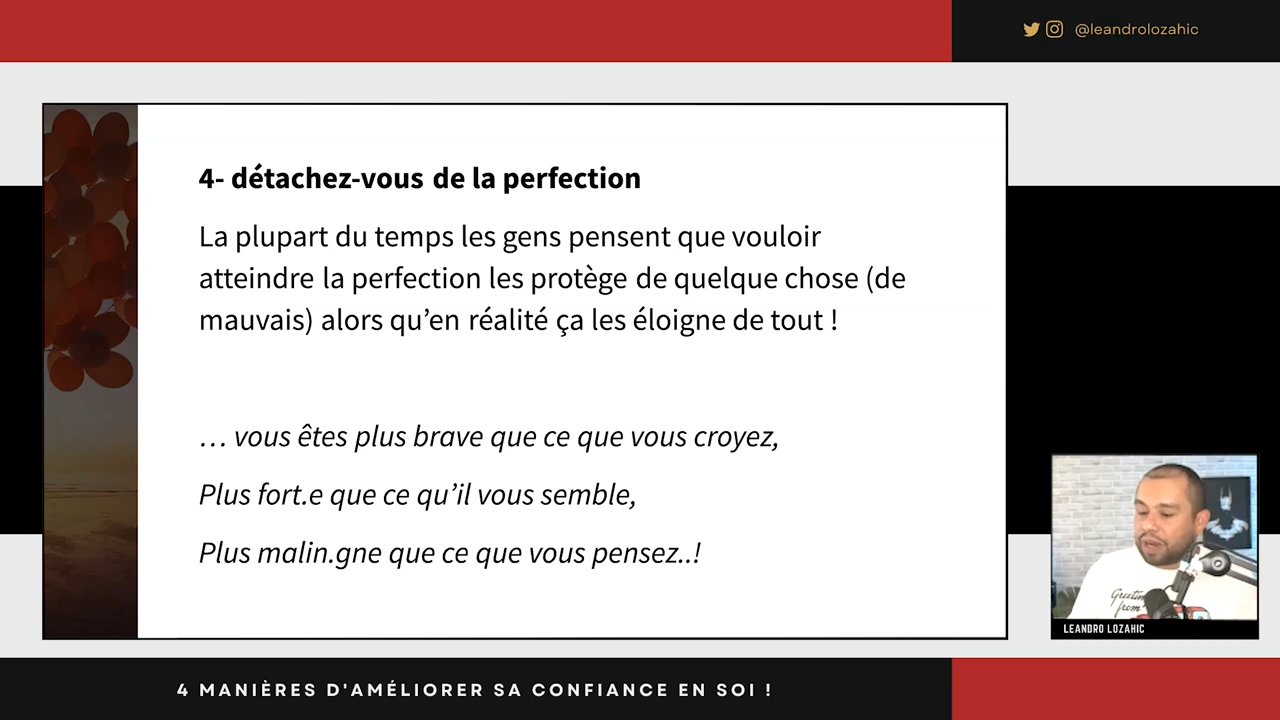 @leandrolozahic
4- détachez-vous de la perfection
La plupart du temps les gens pensent que vouloir
atteindre la perfection les protège de quelque chose (de
mauvais) alors qu’en réalité ça les éloigne de tout !
… vous êtes plus brave que ce que vous croyez,
Plus fort.e que ce qu’il vous semble,
Plus malin.gne que ce que vous pensez..!
Greetin
from
LEANDRO LOZAHIC
4 MANIÈRES D'AMÉLIORER SA CONFIANCE EN SOI !